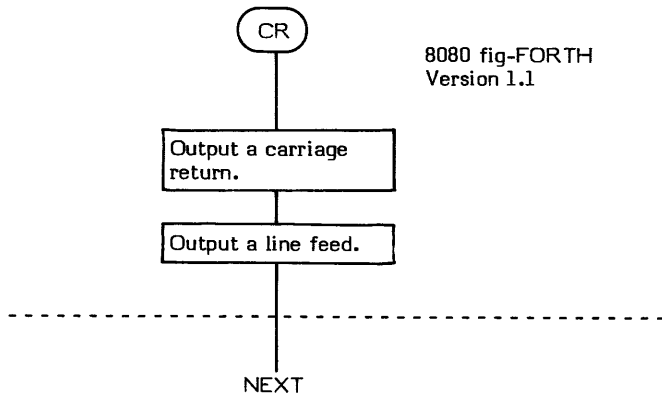 CR
8080 fig-FORTH
Version 1.1
Output a carriage
return.
Output a line feed.
NEXT